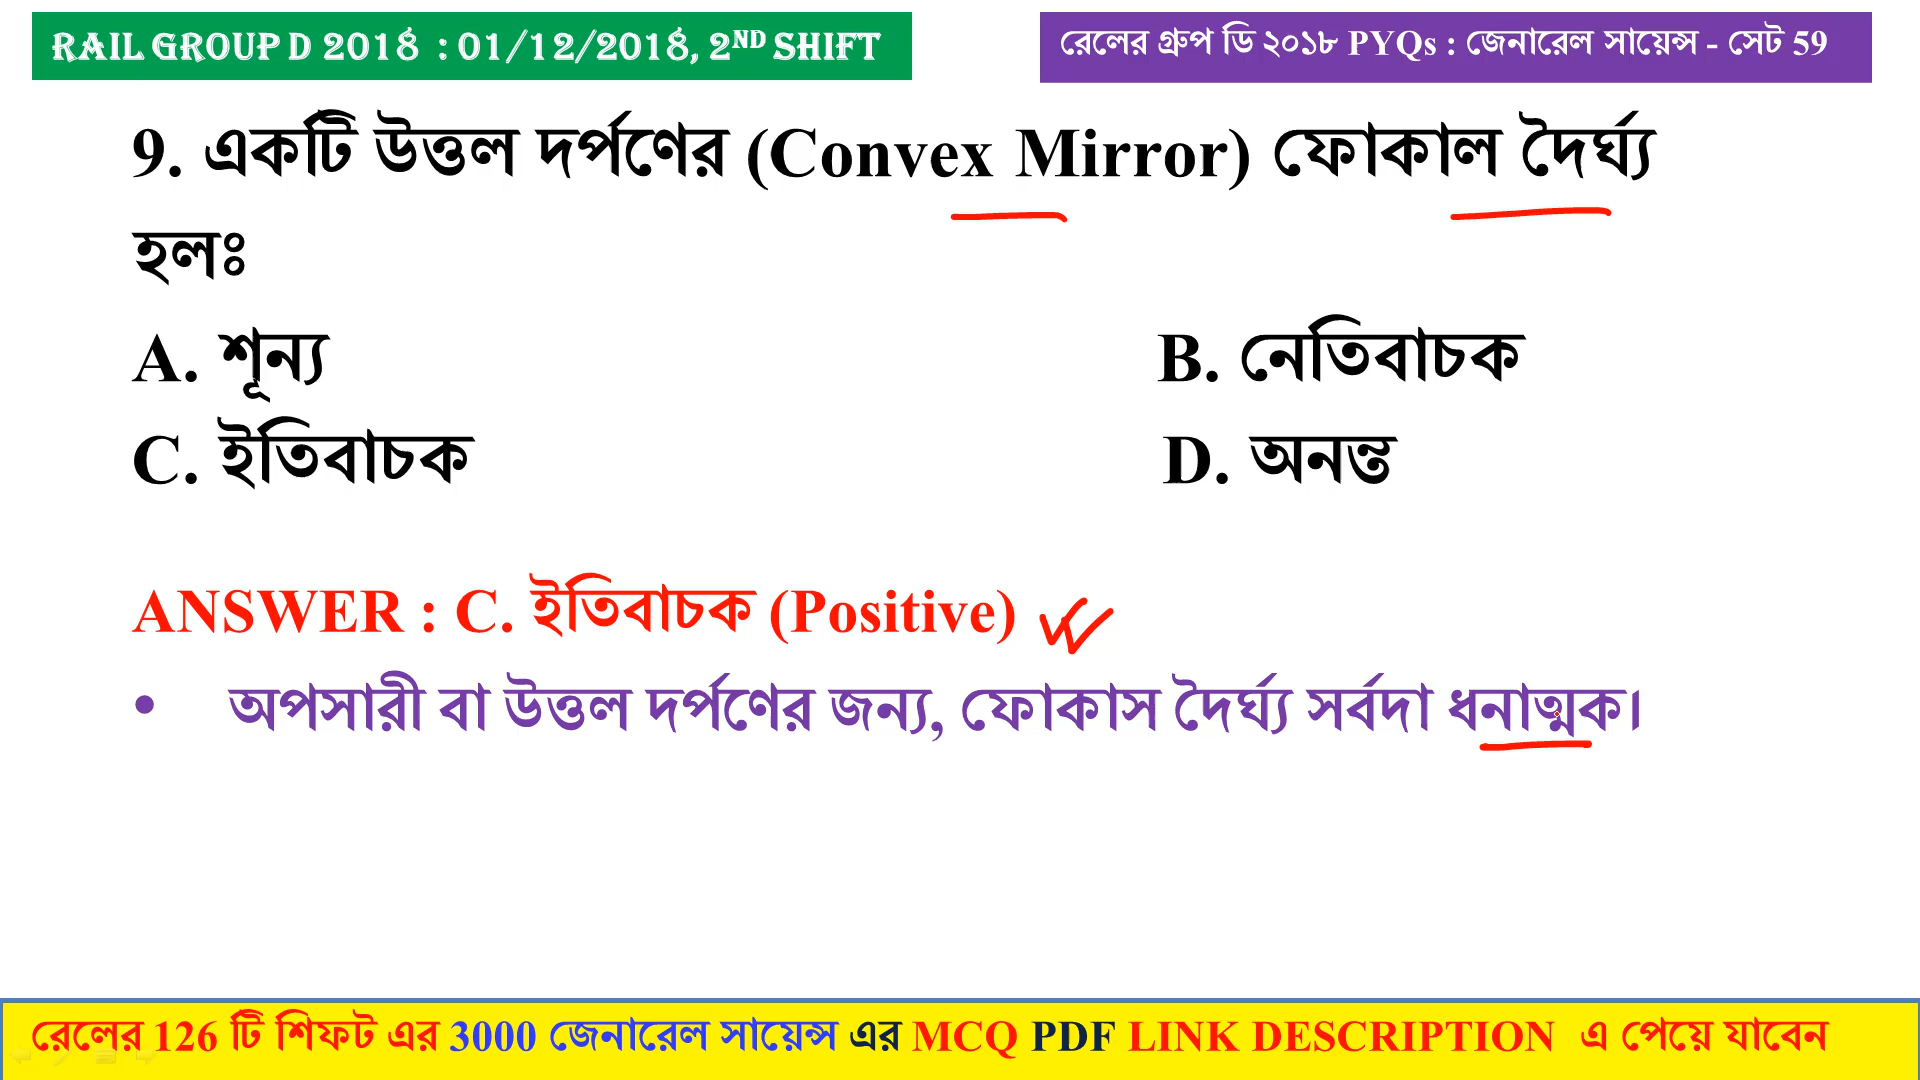 RAIL GROUP D 2018 : 01/12/2018, 2ND SHIFT
রেলের গ্রুপ ডি ২০১৮ PYQs : জেনারেল সায়েন্স - সেট 59
9. একটি উত্তল দর্পণের (Convex Mirror) ফোকাল দৈর্ঘ্য
হলঃ
A. শূন্য
B. নেতিবাচক
C. ইতিবাচক
D. অনন্ত
ANSWER : C. ইতিবাচক (Positive)
• অপসারী বা উত্তল দর্পণের জন্য, ফোকাস দৈর্ঘ্য সর্বদা ধনাত্মক।
রেলের 126 টি শিফট এর 3000 জেনারেল সায়েন্স এর MCQ PDF LINK DESCRIPTION এ পেয়ে যাবেন